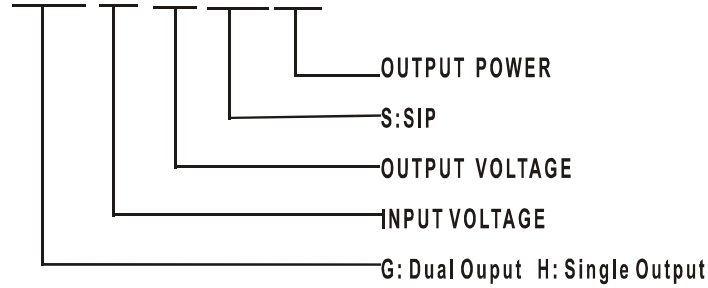 OUTPUT POWER
S:SIP
OUTPUT VOLTAGE
INPUT VOLTAGE
G: Dual Ouput H: Single Output